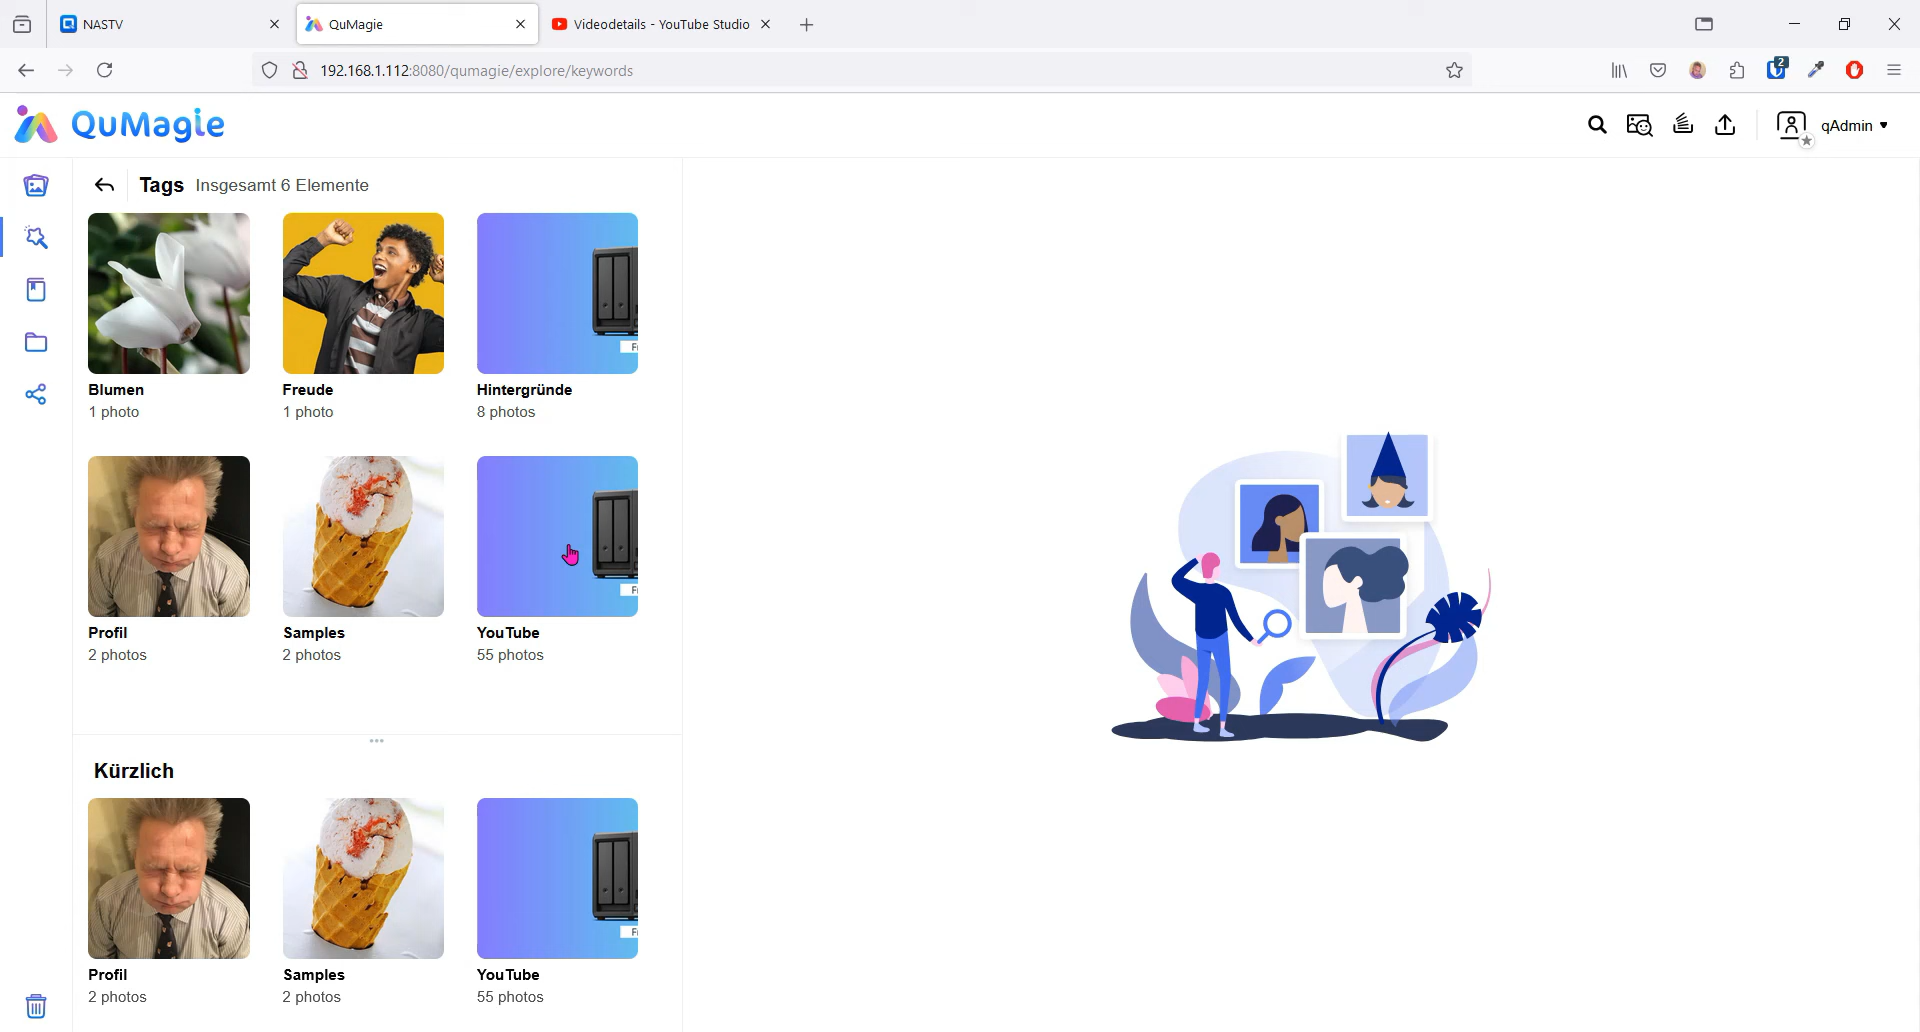 NASTV
QuMagie
Videodetails - YouTube Studio
192.168.1.112:8080/qumagie/explore/keywords
2
QuMagie
qAdmin
Tags Insgesamt 6 Elemente
Blumen
1 photo
Freude
1 photo
Hintergründe
8 photos
Profil
2 photos
Samples
2 photos
YouTube
55 photos
Kürzlich
Profil
2 photos
Samples
2 photos
YouTube
55 photos